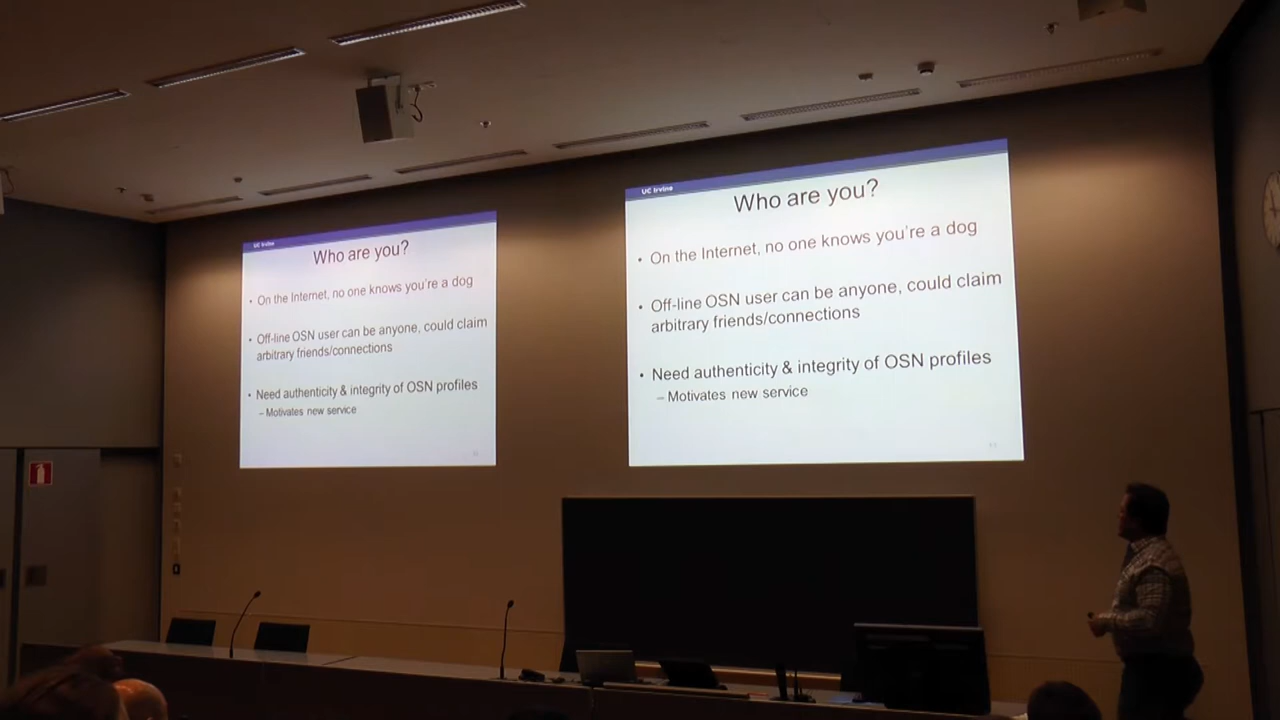 UC Irvine
Who are you?
• On the Internet, no one knows you're a dog
• Off-line OSN user can be anyone, could claim
arbitrary friends/connections
• Need authenticity & integrity of OSN profiles
– Motivates new service
UC Irvine
Who are you?
• On the Internet, no one knows you're a dog
• Off-line OSN user can be anyone, could claim
arbitrary friends/connections
• Need authenticity & integrity of OSN profiles
– Motivates new service